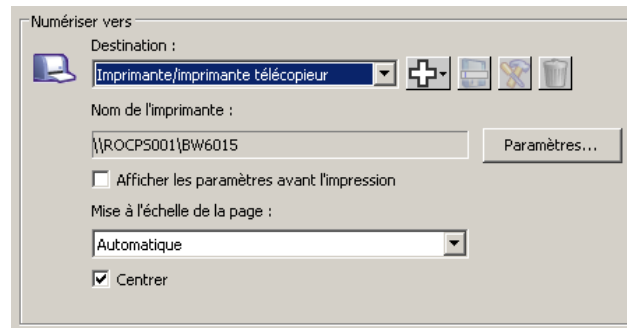 Numériser vers
Destination :
Imprimante/imprimante télécopieur
Nom de l'imprimante :
\\ROCPS001\BW6015
Paramètres...
Afficher les paramètres avant l'impression
Mise à l'échelle de la page :
Automatique
Centrer